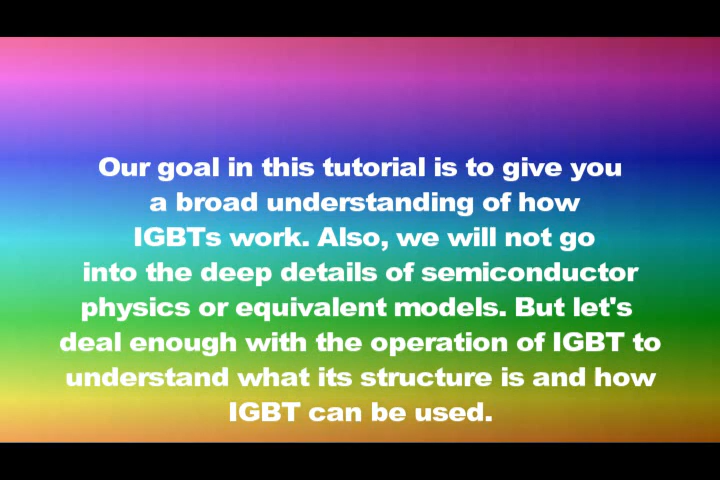 Our goal in this tutorial is to give you
a broad understanding of how
IGBTs work. Also, we will not go
into the deep details of semiconductor
physics or equivalent models. But let's
deal enough with the operation of IGBT to
understand what its structure is and how
IGBT can be used.